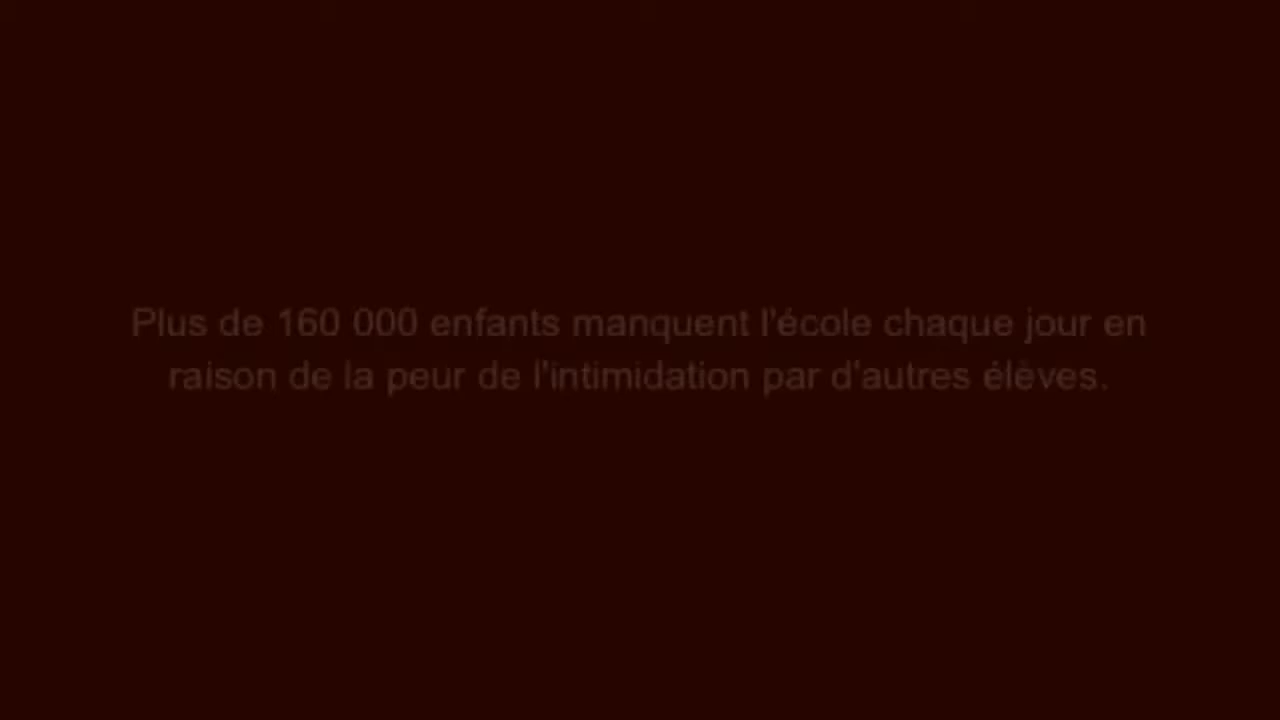 Plus de 160 000 enfants manquent l'école chaque jour en
raison de la peur de l'intimidation par d'autres élèves.